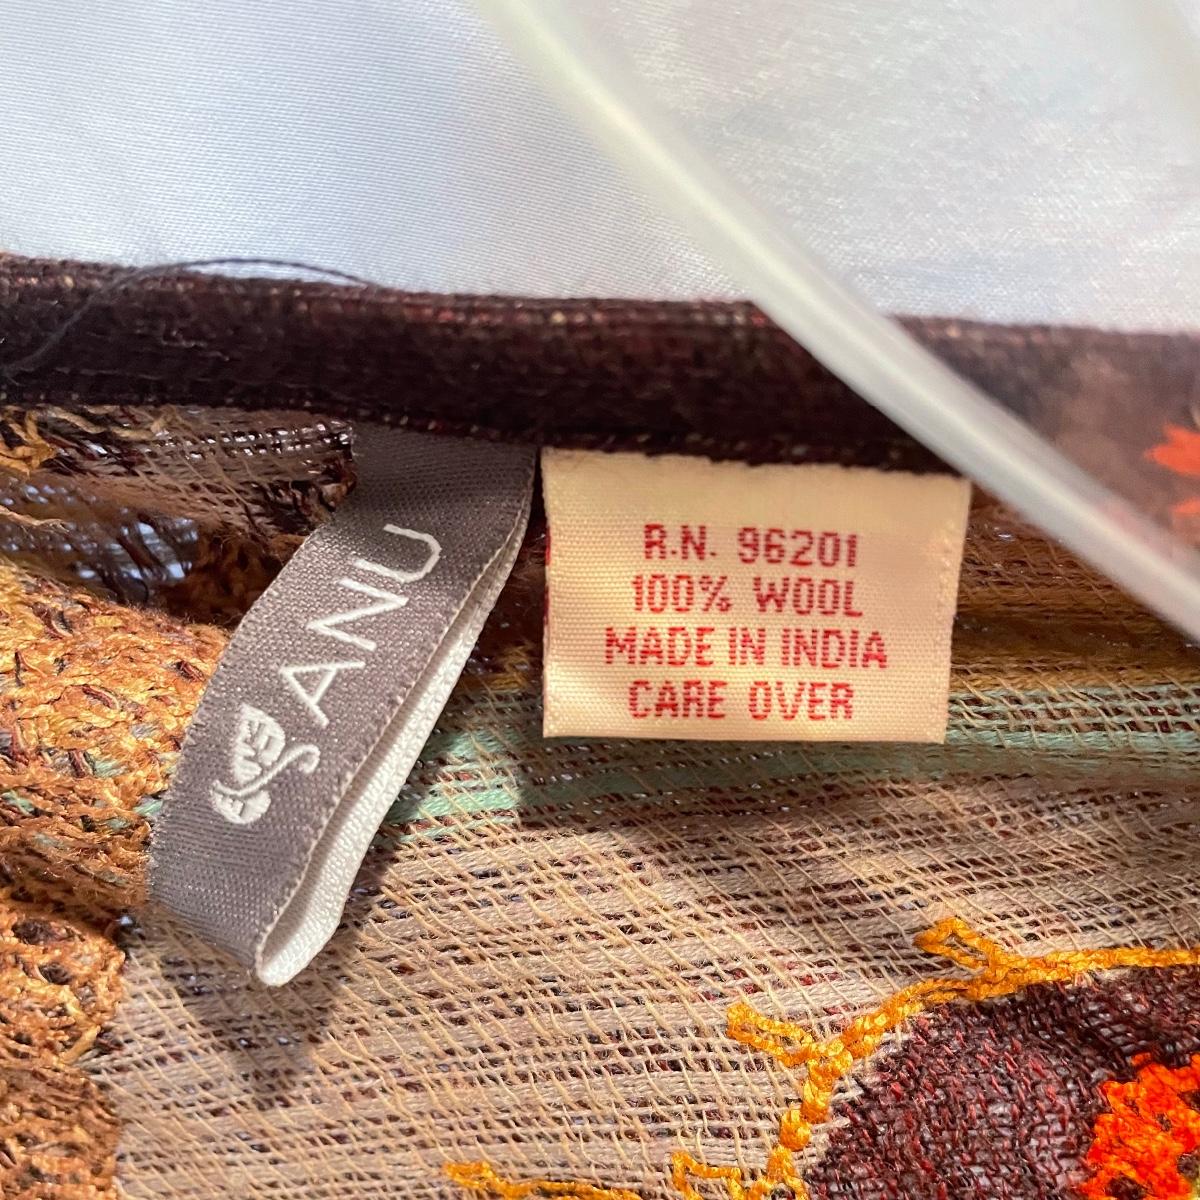 ANU
R.N. 96201
100% WOOL
MADE IN INDIA
CARE OVER